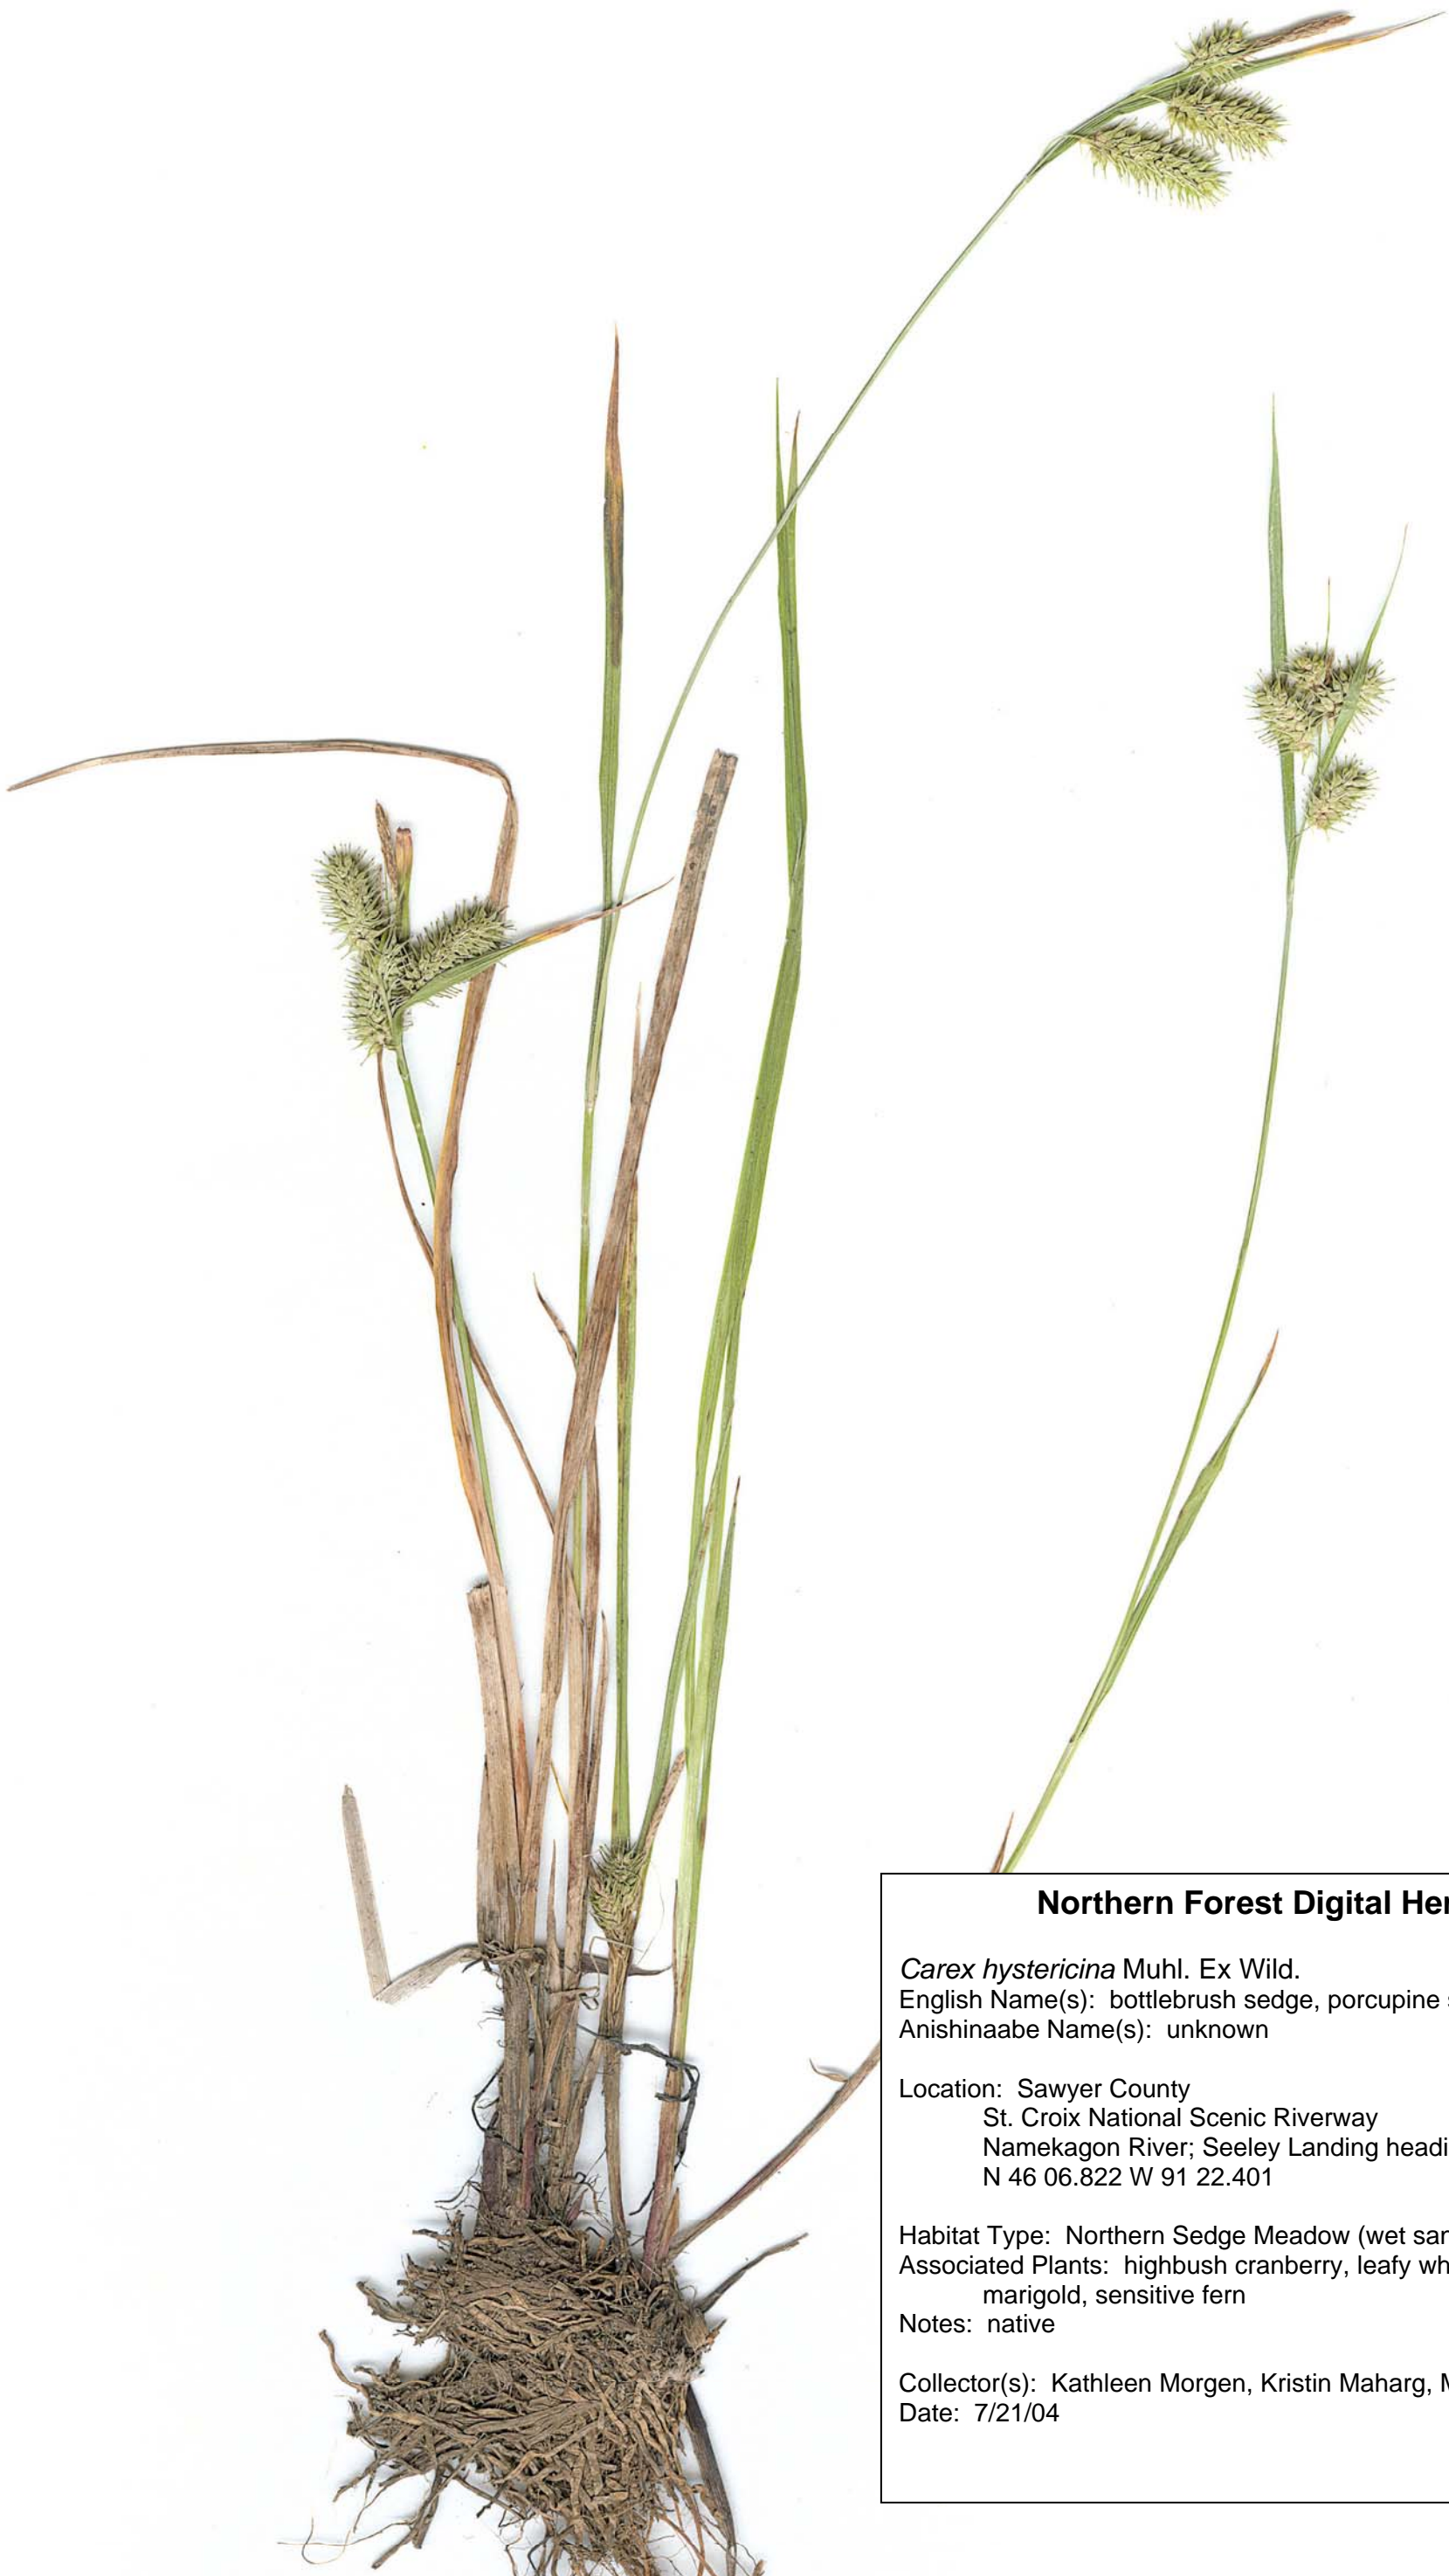 Northern Forest Digital Her
Carex hystericina Muhl. Ex Wild.
English Name(s): bottlebrush sedge, porcupine s
Anishinaabe Name(s): unknown
Location: Sawyer County
St. Croix National Scenic Riverway
Namekagon River; Seeley Landing headi
N 46 06.822 W 91 22.401
Habitat Type: Northern Sedge Meadow (wet san
Associated Plants: highbush cranberry, leafy wh
marigold, sensitive fern
Notes: native
Collector(s): Kathleen Morgen, Kristin Maharg, M
Date: 7/21/04